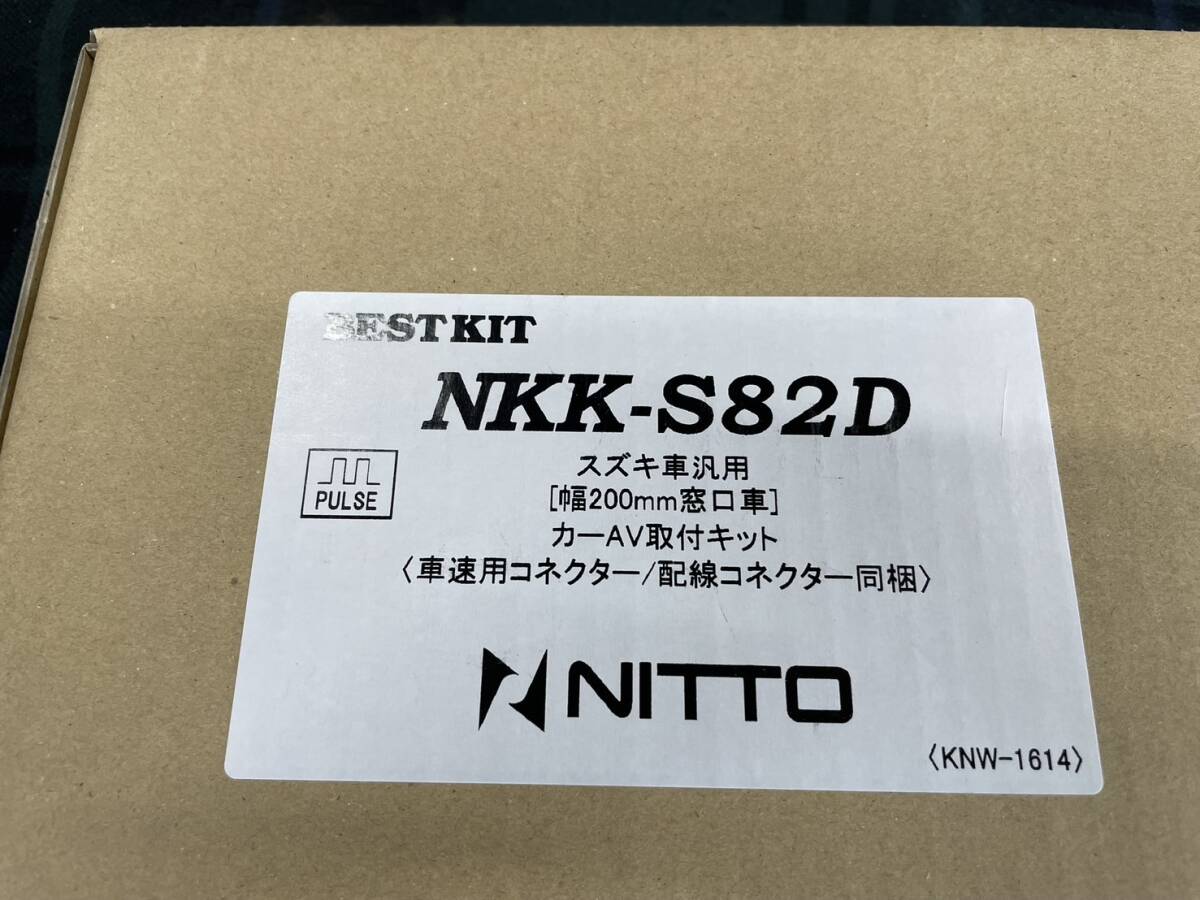 BESTKIT
NKK-S82D
PULSE
スズキ車汎用
[幅200mm窓口車]
カーAV取付キット
〈車速用コネクター/配線コネクター同梱〉
NITTO
〈KNW-1614〉